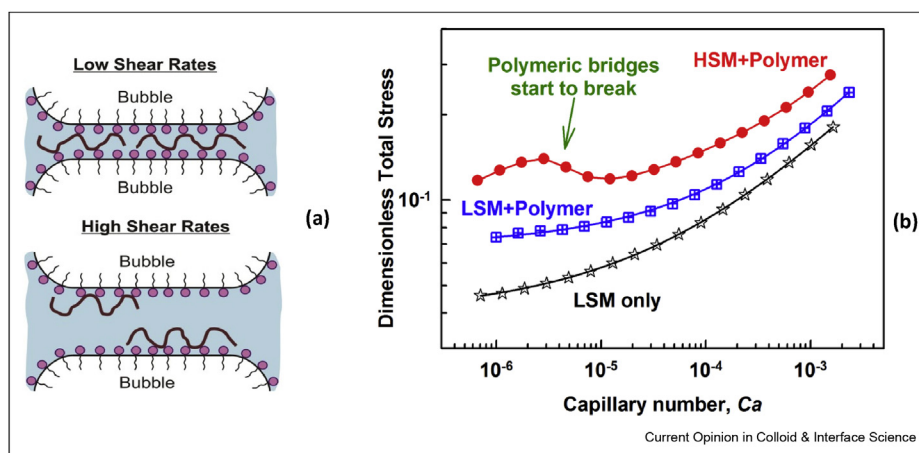 Low Shear Rates
Bubble
Bubble
(a)
High Shear Rates
Bubble
Bubble
Dimensionless Total Stress
10⁻¹
Polymeric bridges
start to break
HSM+Polymer
LSM+Polymer
LSM only
(b)
10⁻⁶ 10⁻⁵ 10⁻⁴ 10⁻³
Capillary number, Ca
Current Opinion in Colloid & Interface Science